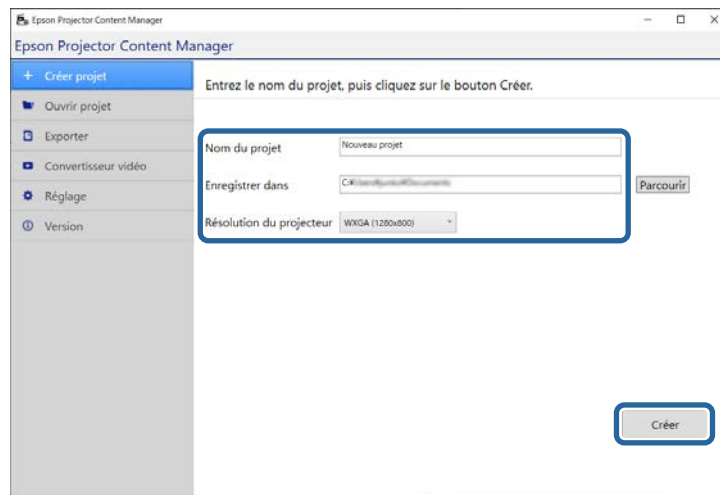 Epson Projector Content Manager
Epson Projector Content Manager
+ Créer projet
Ouvrir projet
Exporter
Convertisseur vidéo
Réglage
Version
Entrez le nom du projet, puis cliquez sur le bouton Créer.
Nom du projet Nouveau projet
Enregistrer dans C:¥ Parcourir
Résolution du projecteur WXGA (1280x800)
Créer